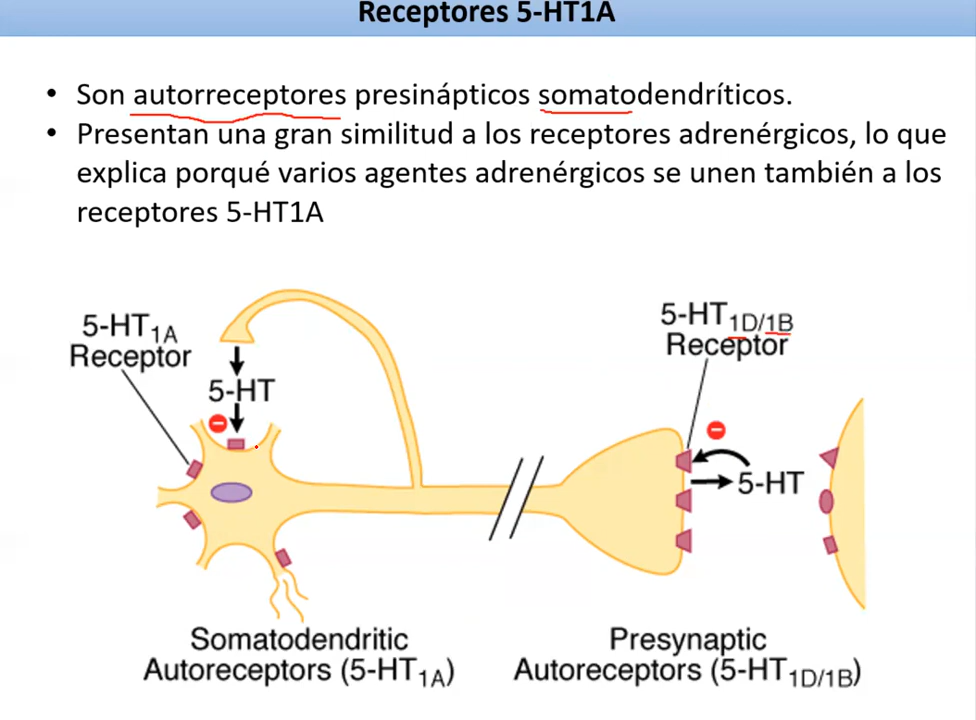 Receptores 5-HT1A
• Son autorreceptores presinápticos somatodendríticos.
• Presentan una gran similitud a los receptores adrenérgicos, lo que
explica porqué varios agentes adrenérgicos se unen también a los
receptores 5-HT1A
5-HT1A
Receptor
5-HT
5-HT1D/1B
Receptor
5-HT
Somatodendritic
Autoreceptors (5-HT1A)
Presynaptic
Autoreceptors (5-HT1D/1B)